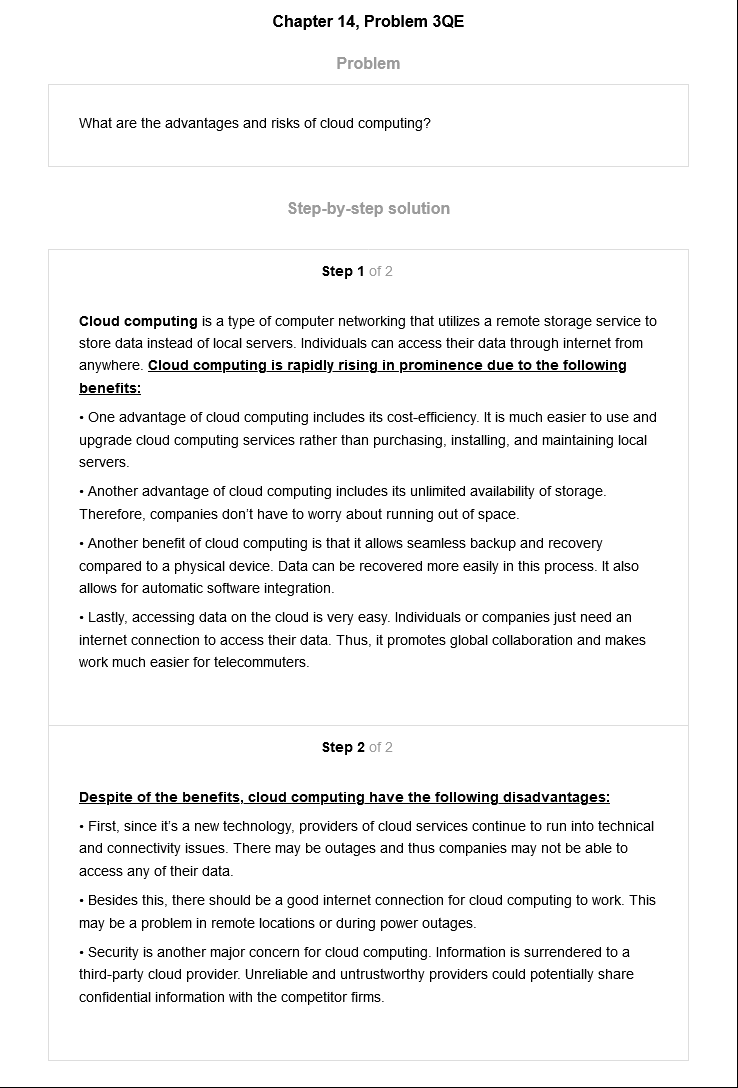 Chapter 14, Problem 3QE
Problem
What are the advantages and risks of cloud computing?
Step-by-step solution
Step 1 of 2
Cloud computing is a type of computer networking that utilizes a remote storage service to
store data instead of local servers. Individuals can access their data through internet from
anywhere. Cloud computing is rapidly rising in prominence due to the following
benefits:
• One advantage of cloud computing includes its cost-efficiency. It is much easier to use and
upgrade cloud computing services rather than purchasing, installing, and maintaining local
servers.
• Another advantage of cloud computing includes its unlimited availability of storage.
Therefore, companies don’t have to worry about running out of space.
• Another benefit of cloud computing is that it allows seamless backup and recovery
compared to a physical device. Data can be recovered more easily in this process. It also
allows for automatic software integration.
• Lastly, accessing data on the cloud is very easy. Individuals or companies just need an
internet connection to access their data. Thus, it promotes global collaboration and makes
work much easier for telecommuters.
Step 2 of 2
Despite of the benefits, cloud computing have the following disadvantages:
• First, since it’s a new technology, providers of cloud services continue to run into technical
and connectivity issues. There may be outages and thus companies may not be able to
access any of their data.
• Besides this, there should be a good internet connection for cloud computing to work. This
may be a problem in remote locations or during power outages.
• Security is another major concern for cloud computing. Information is surrendered to a
third-party cloud provider. Unreliable and untrustworthy providers could potentially share
confidential information with the competitor firms.